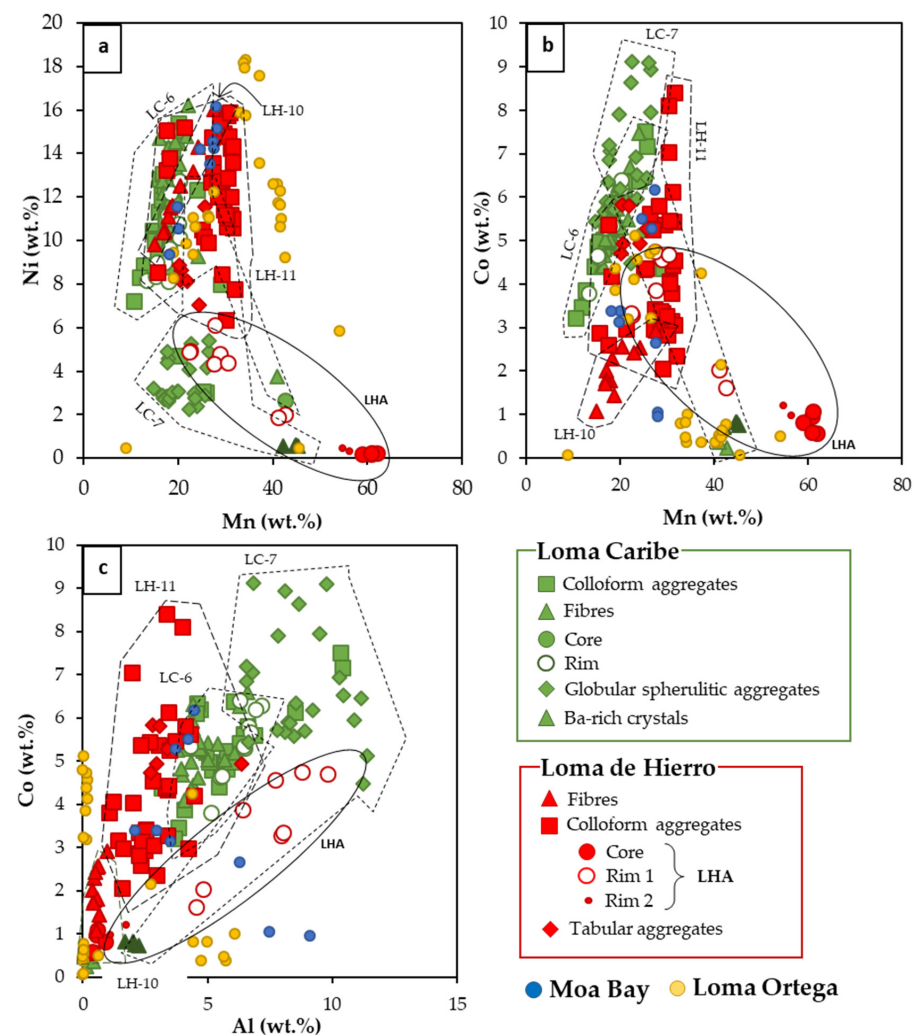 a
20
18
16
14
12
10
8
6
4
2
0
Ni (wt.%)
0 20 40 60 80
Mn (wt.%)
LC-6
LH-10
LH-11
LC-7
LHA
b
10
9
8
7
6
5
4
3
2
1
0
Co (wt.%)
0 20 40 60 80
Mn (wt.%)
LC-7
LH-11
LC-6
LH-10
LHA
c
10
9
8
7
6
5
4
3
2
1
0
Co (wt.%)
0 5 10 15
Al (wt.%)
LC-7
LH-11
LC-6
LHA
LH-10
Loma Caribe
Colloform aggregates
Fibres
Core
Rim
Globular spherulitic aggregates
Ba-rich crystals
Loma de Hierro
Fibres
Colloform aggregates
Core
Rim 1
Rim 2
LHA
Tabular aggregates
Moa Bay Loma Ortega